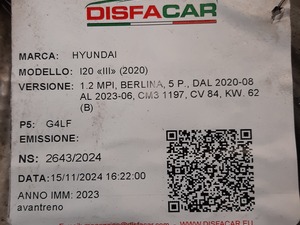 DISFACAR
MARCA: HYUNDAI
MODELLO: I20 «III» (2020)
VERSIONE: 1.2 MPI, BERLINA, 5 P., DAL 2020-08
AL 2023-06, CM3 1197, CV 84, KW. 62
(B)
P5: G4LF
EMISSIONE:
NS: 2643/2024
DATA:15/11/2024 16:22:00
ANNO IMM: 2023
avantreno
@disfacar.com
WWW.DISFACAR.EU